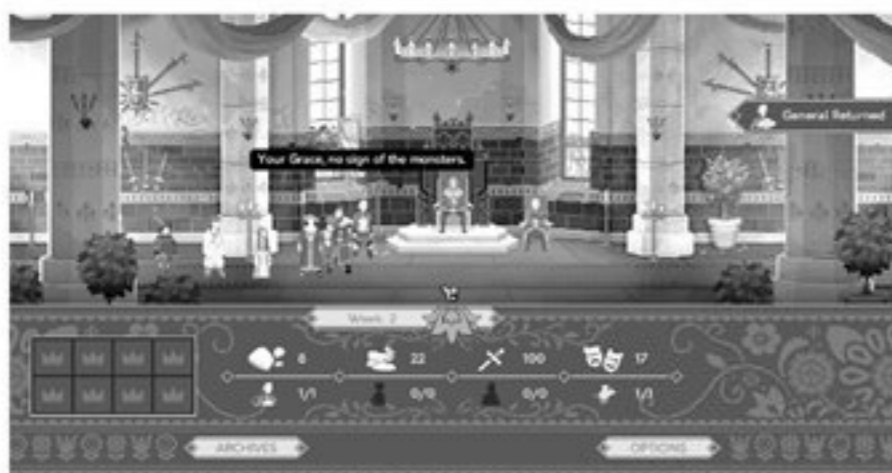 General Returned
Your Grace, no sign of the monsters.
Week: 2
6 22 100 17
1/1 0/0 0/0 1/1
ARCHIVES OPTIONS